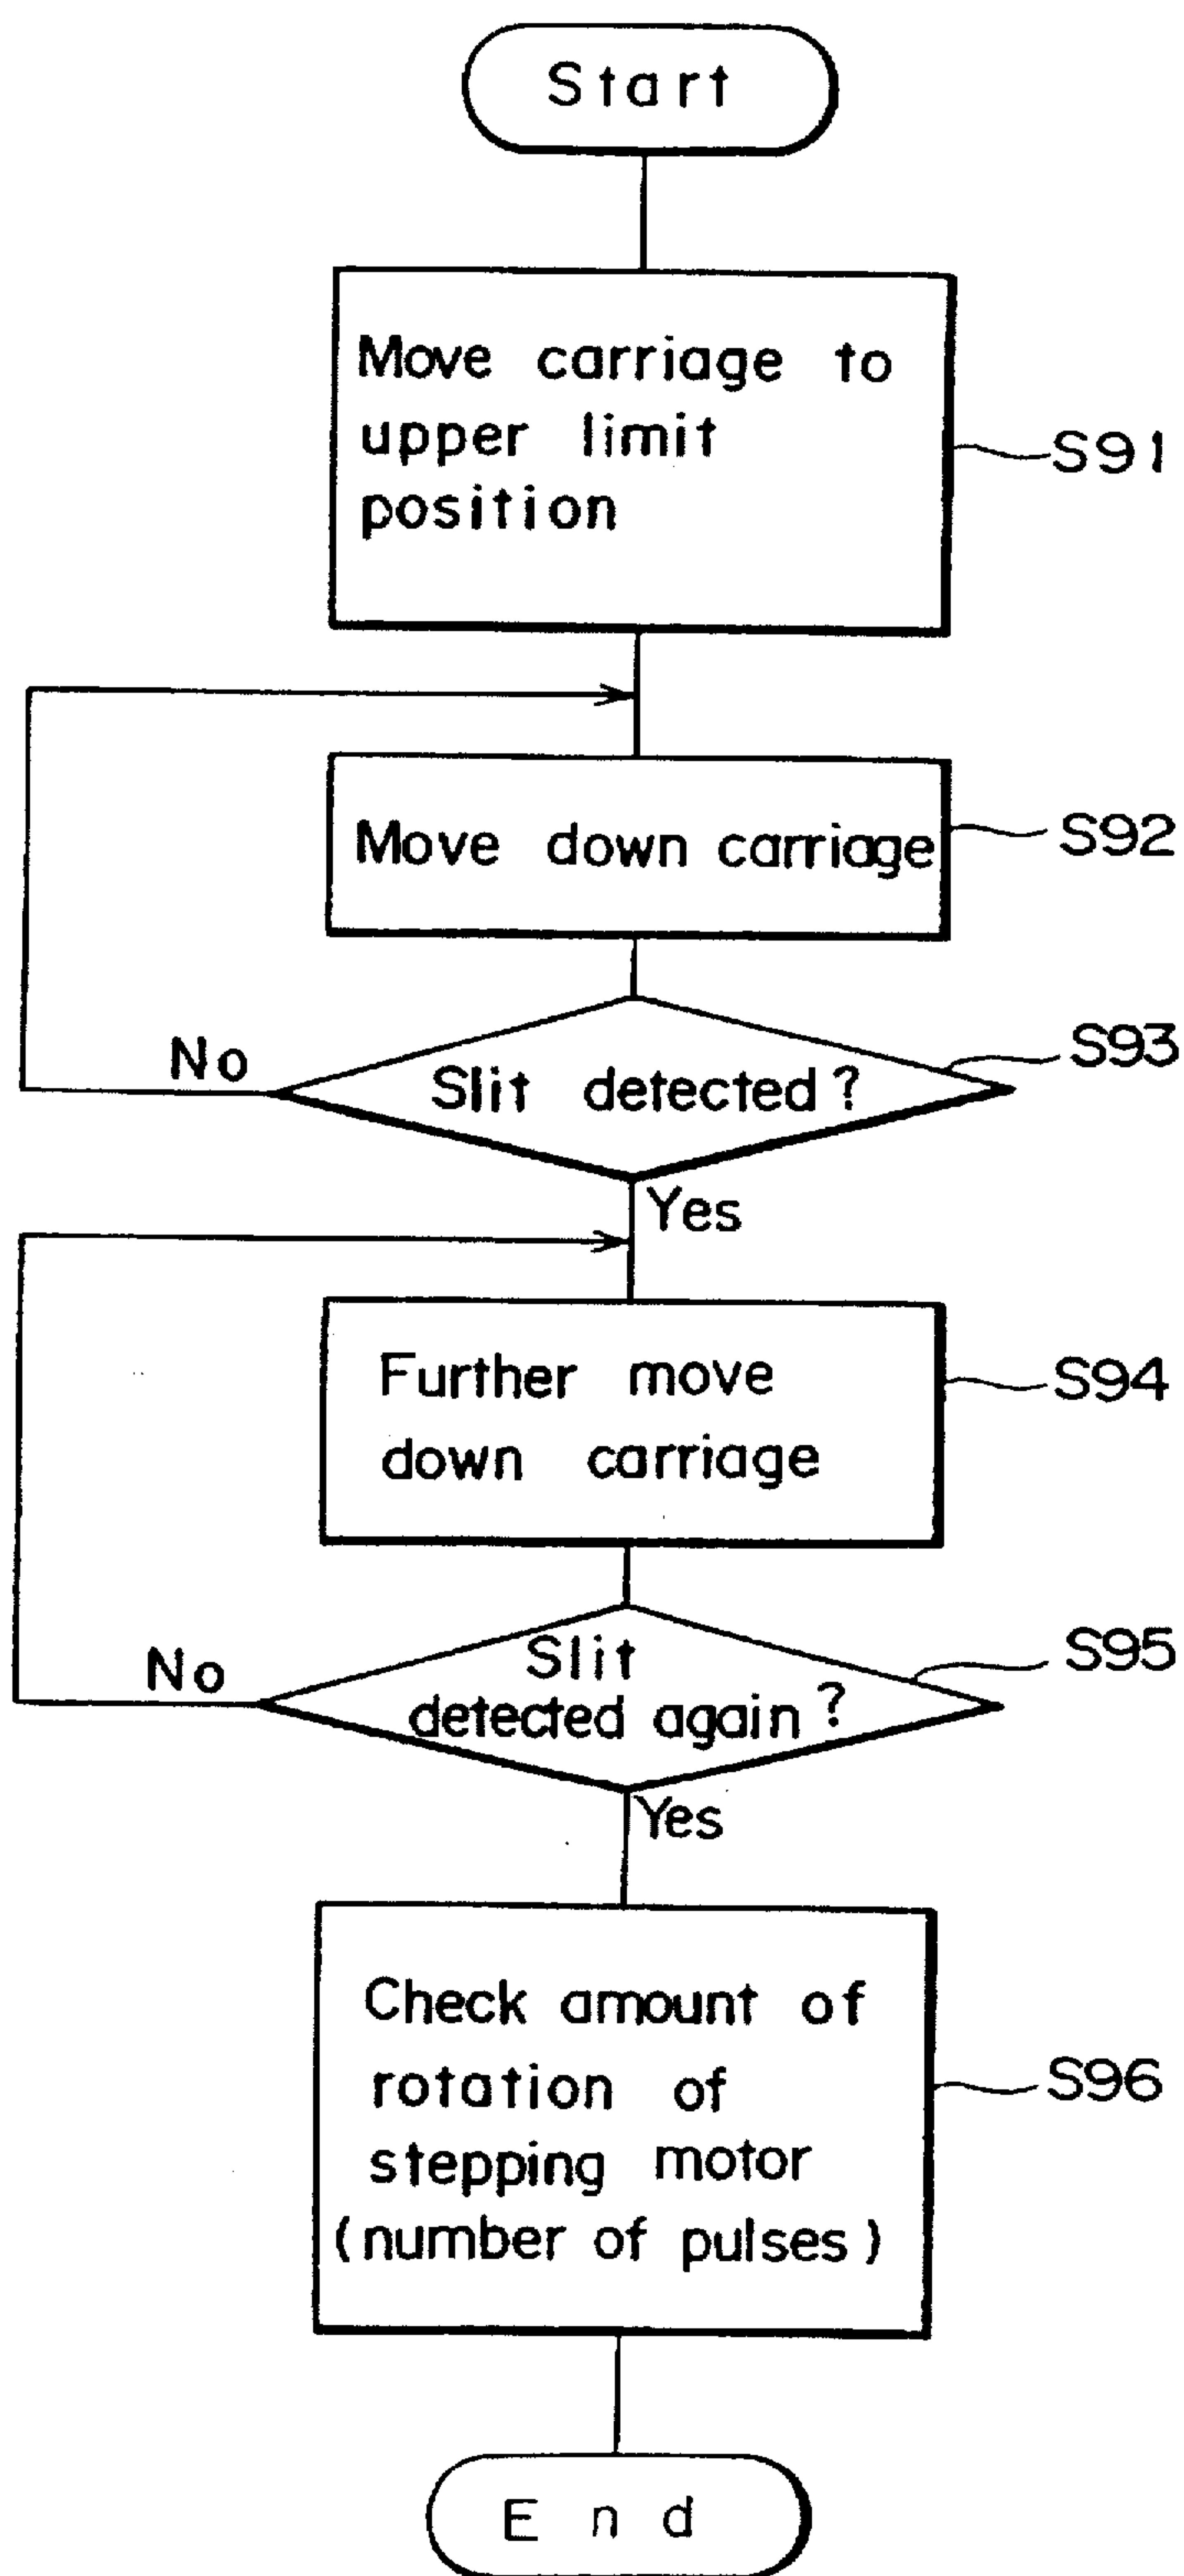 Start
Move carriage to
upper limit
position
S91
Move down carriage
S92
No
Slit detected?
S93
Yes
Further move
down carriage
S94
No
Slit
detected again?
S95
Yes
Check amount of
rotation of
stepping motor
(number of pulses)
S96
End